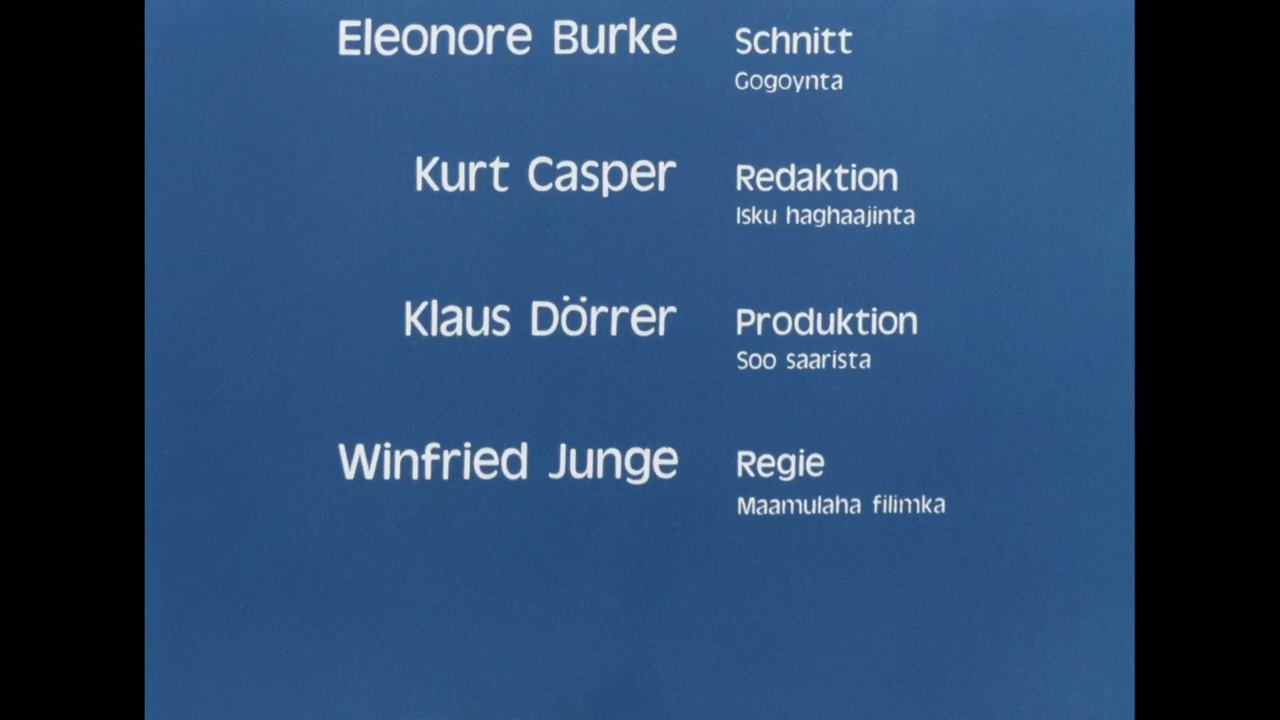 Eleonore Burke Schnitt
Gogoynta
Kurt Casper Redaktion
Isku haghaajinta
Klaus Dörrer Produktion
Soo saarista
Winfried Junge Regie
Maamulaha filimka